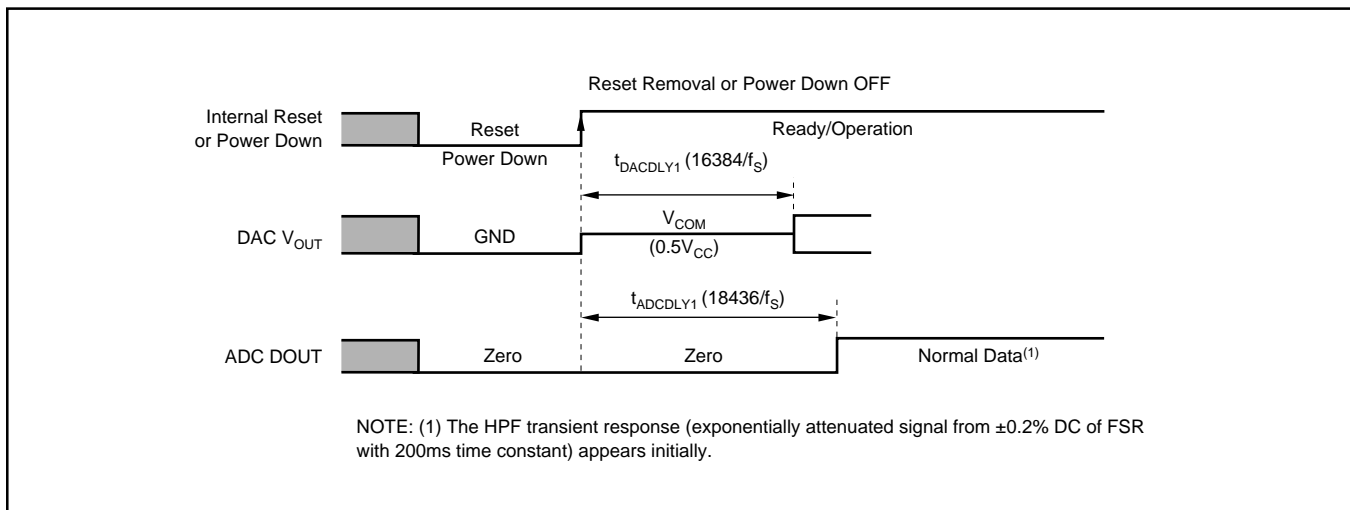 Reset Removal or Power Down OFF
Internal Reset
or Power Down
Reset
Power Down
Ready/Operation
tDACDLY1 (16384/fS)
DAC VOUT
GND
VCOM
(0.5VCC)
tADCDLY1 (18436/fS)
ADC DOUT
Zero
Zero
Normal Data(1)
NOTE: (1) The HPF transient response (exponentially attenuated signal from ±0.2% DC of FSR
with 200ms time constant) appears initially.